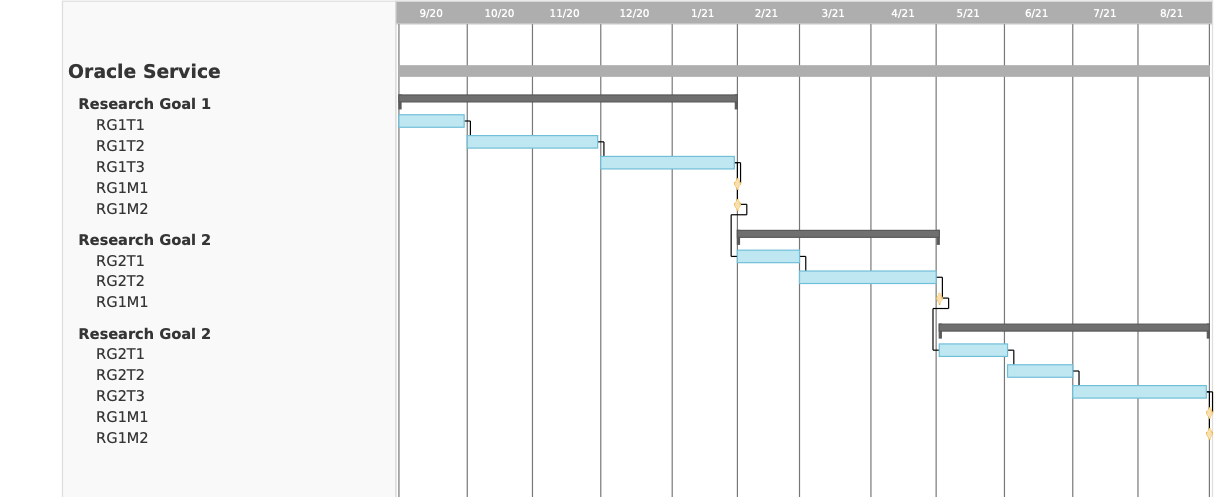 9/20 10/20 11/20 12/20 1/21 2/21 3/21 4/21 5/21 6/21 7/21 8/21
Oracle Service
Research Goal 1
RG1T1
RG1T2
RG1T3
RG1M1
RG1M2
Research Goal 2
RG2T1
RG2T2
RG1M1
Research Goal 2
RG2T1
RG2T2
RG2T3
RG1M1
RG1M2